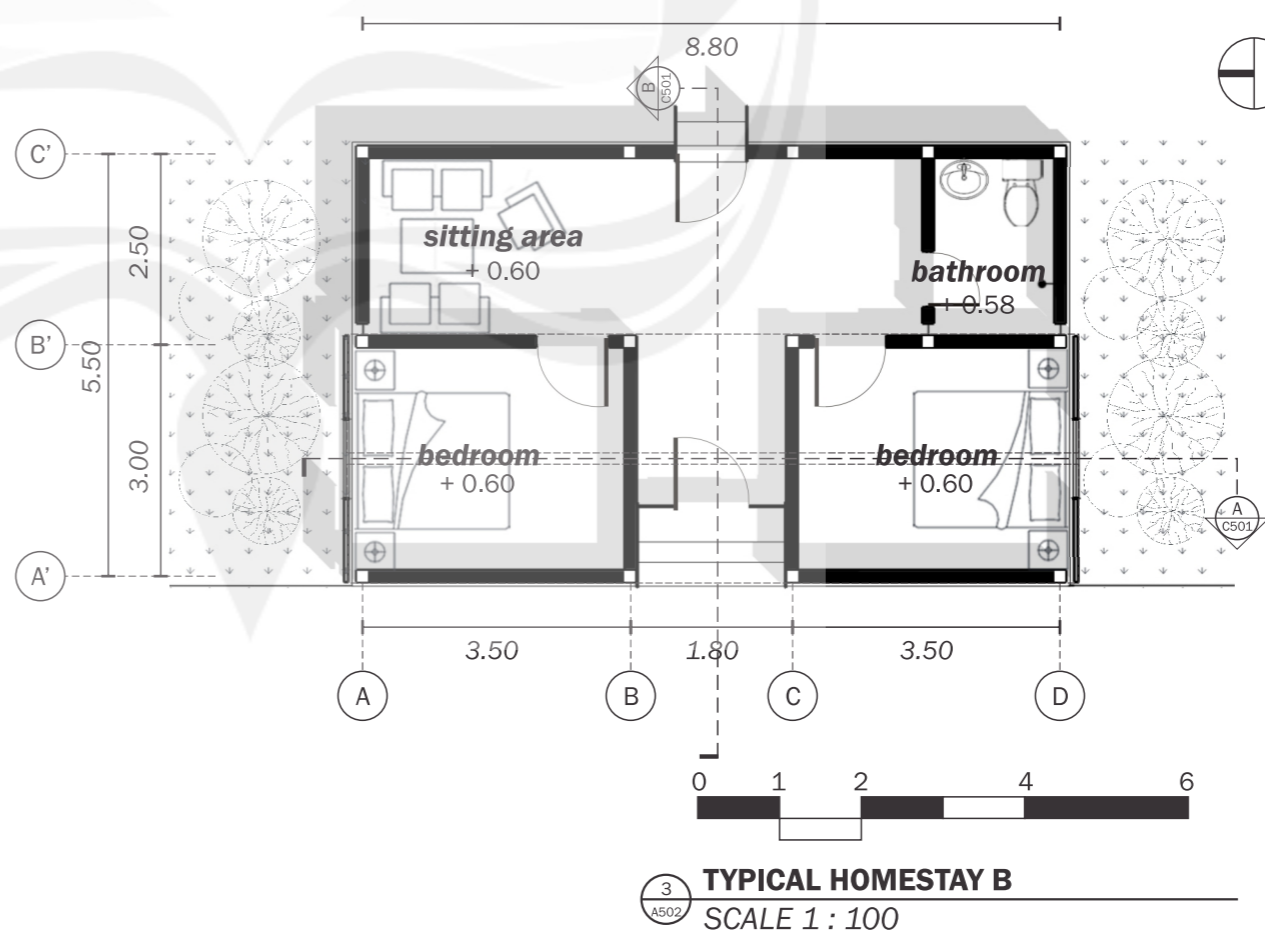 8.80
B
C501
C'
2.50
sitting area
+ 0.60
bathroom
+ 0.58
B'
5.50
3.00
bedroom
+ 0.60
bedroom
+ 0.60
A
C501
A'
3.50
1.80
3.50
A
B
C
D
0 1 2 4 6
3
A502
TYPICAL HOMESTAY B
SCALE 1 : 100